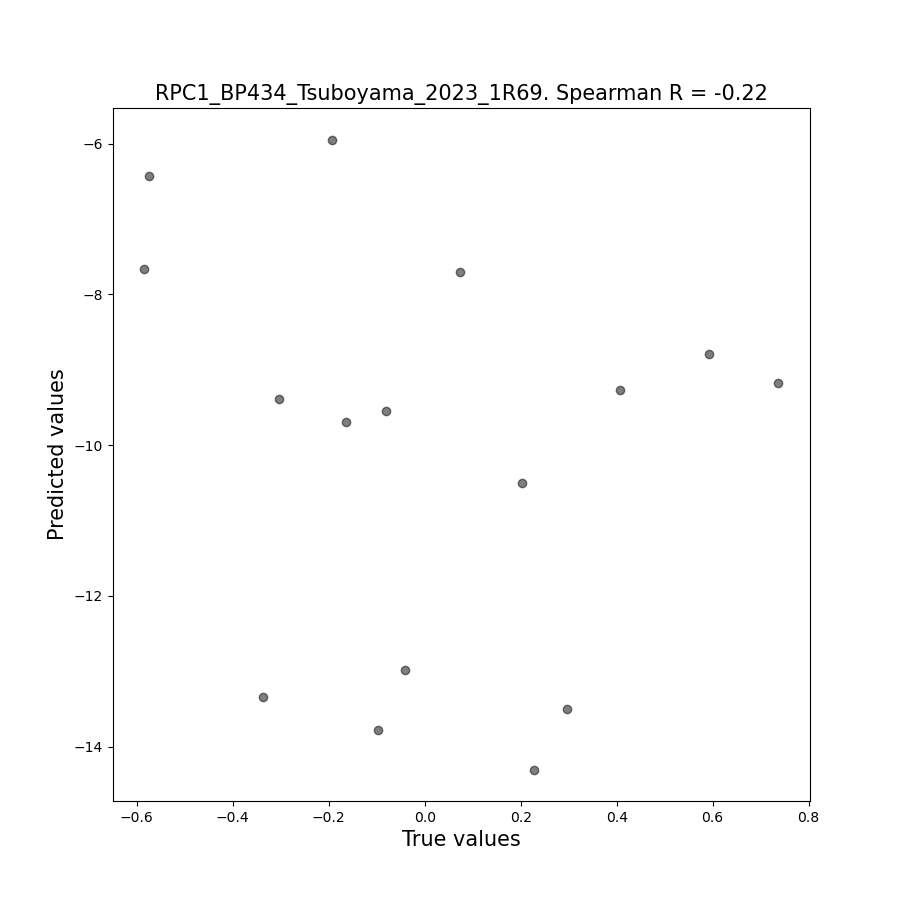 RPC1_BP434_Tsuboyama_2023_1R69. Spearman R = -0.22
Predicted values
−6
−8
−10
−12
−14
−0.6 −0.4 −0.2 0.0 0.2 0.4 0.6 0.8
True values